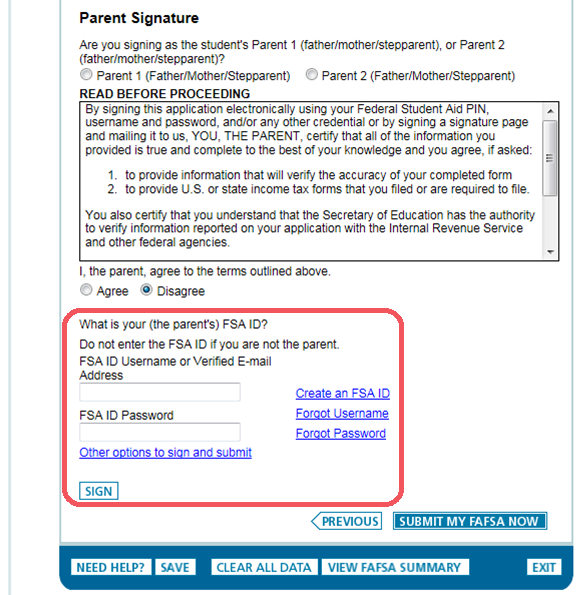 Parent Signature
Are you signing as the student's Parent 1 (father/mother/stepparent), or Parent 2
(father/mother/stepparent)?
Parent 1 (Father/Mother/Stepparent) Parent 2 (Father/Mother/Stepparent)
READ BEFORE PROCEEDING
By signing this application electronically using your Federal Student Aid PIN,
username and password, and/or any other credential or by signing a signature page
and mailing it to us, YOU, THE PARENT, certify that all of the information you
provided is true and complete to the best of your knowledge and you agree, if asked:
1. to provide information that will verify the accuracy of your completed form
2. to provide U.S. or state income tax forms that you filed or are required to file.
You also certify that you understand that the Secretary of Education has the authority
to verify information reported on your application with the Internal Revenue Service
and other federal agencies.
I, the parent, agree to the terms outlined above.
Agree Disagree
What is your (the parent's) FSA ID?
Do not enter the FSA ID if you are not the parent.
FSA ID Username or Verified E-mail
Address
Create an FSA ID
FSA ID Password
Forgot Username
Forgot Password
Other options to sign and submit
SIGN
PREVIOUS SUBMIT MY FAFSA NOW
NEED HELP? SAVE CLEAR ALL DATA VIEW FAFSA SUMMARY EXIT